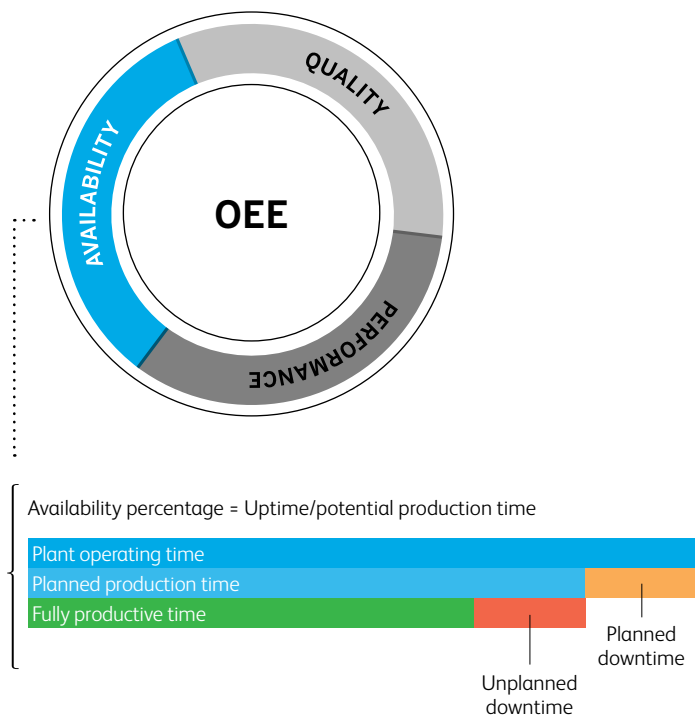 QUALITY
AVAILABILITY
OEE
PERFORMANCE
Availability percentage = Uptime/potential production time
Plant operating time
Planned production time
Fully productive time
Planned
downtime
Unplanned
downtime